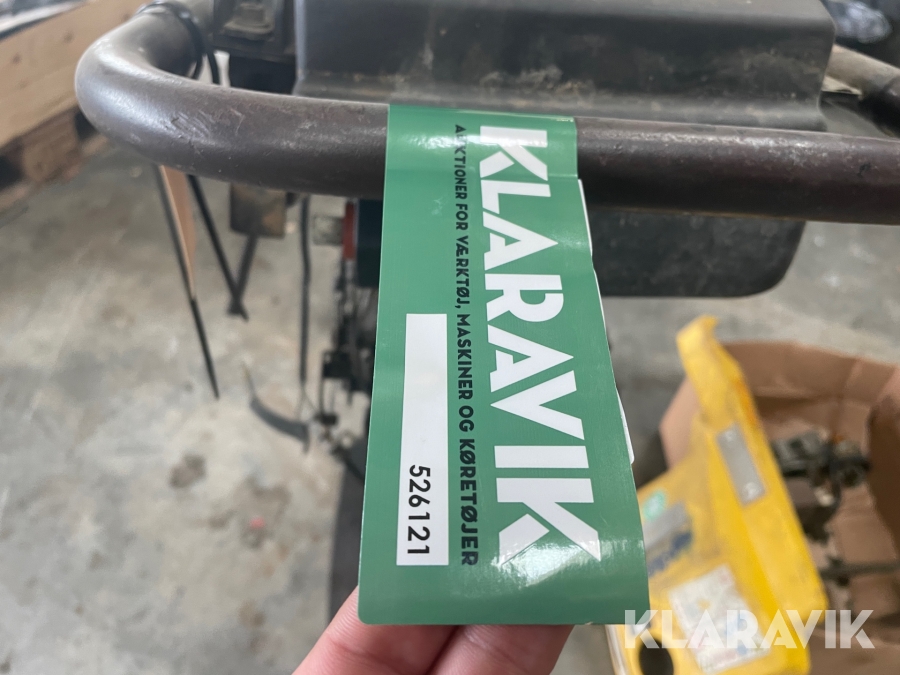 KLARAVIK
AUKTIONER FOR VÆRKTØJ, MASKINER OG KØRETØJER
526121
KLARAVIK